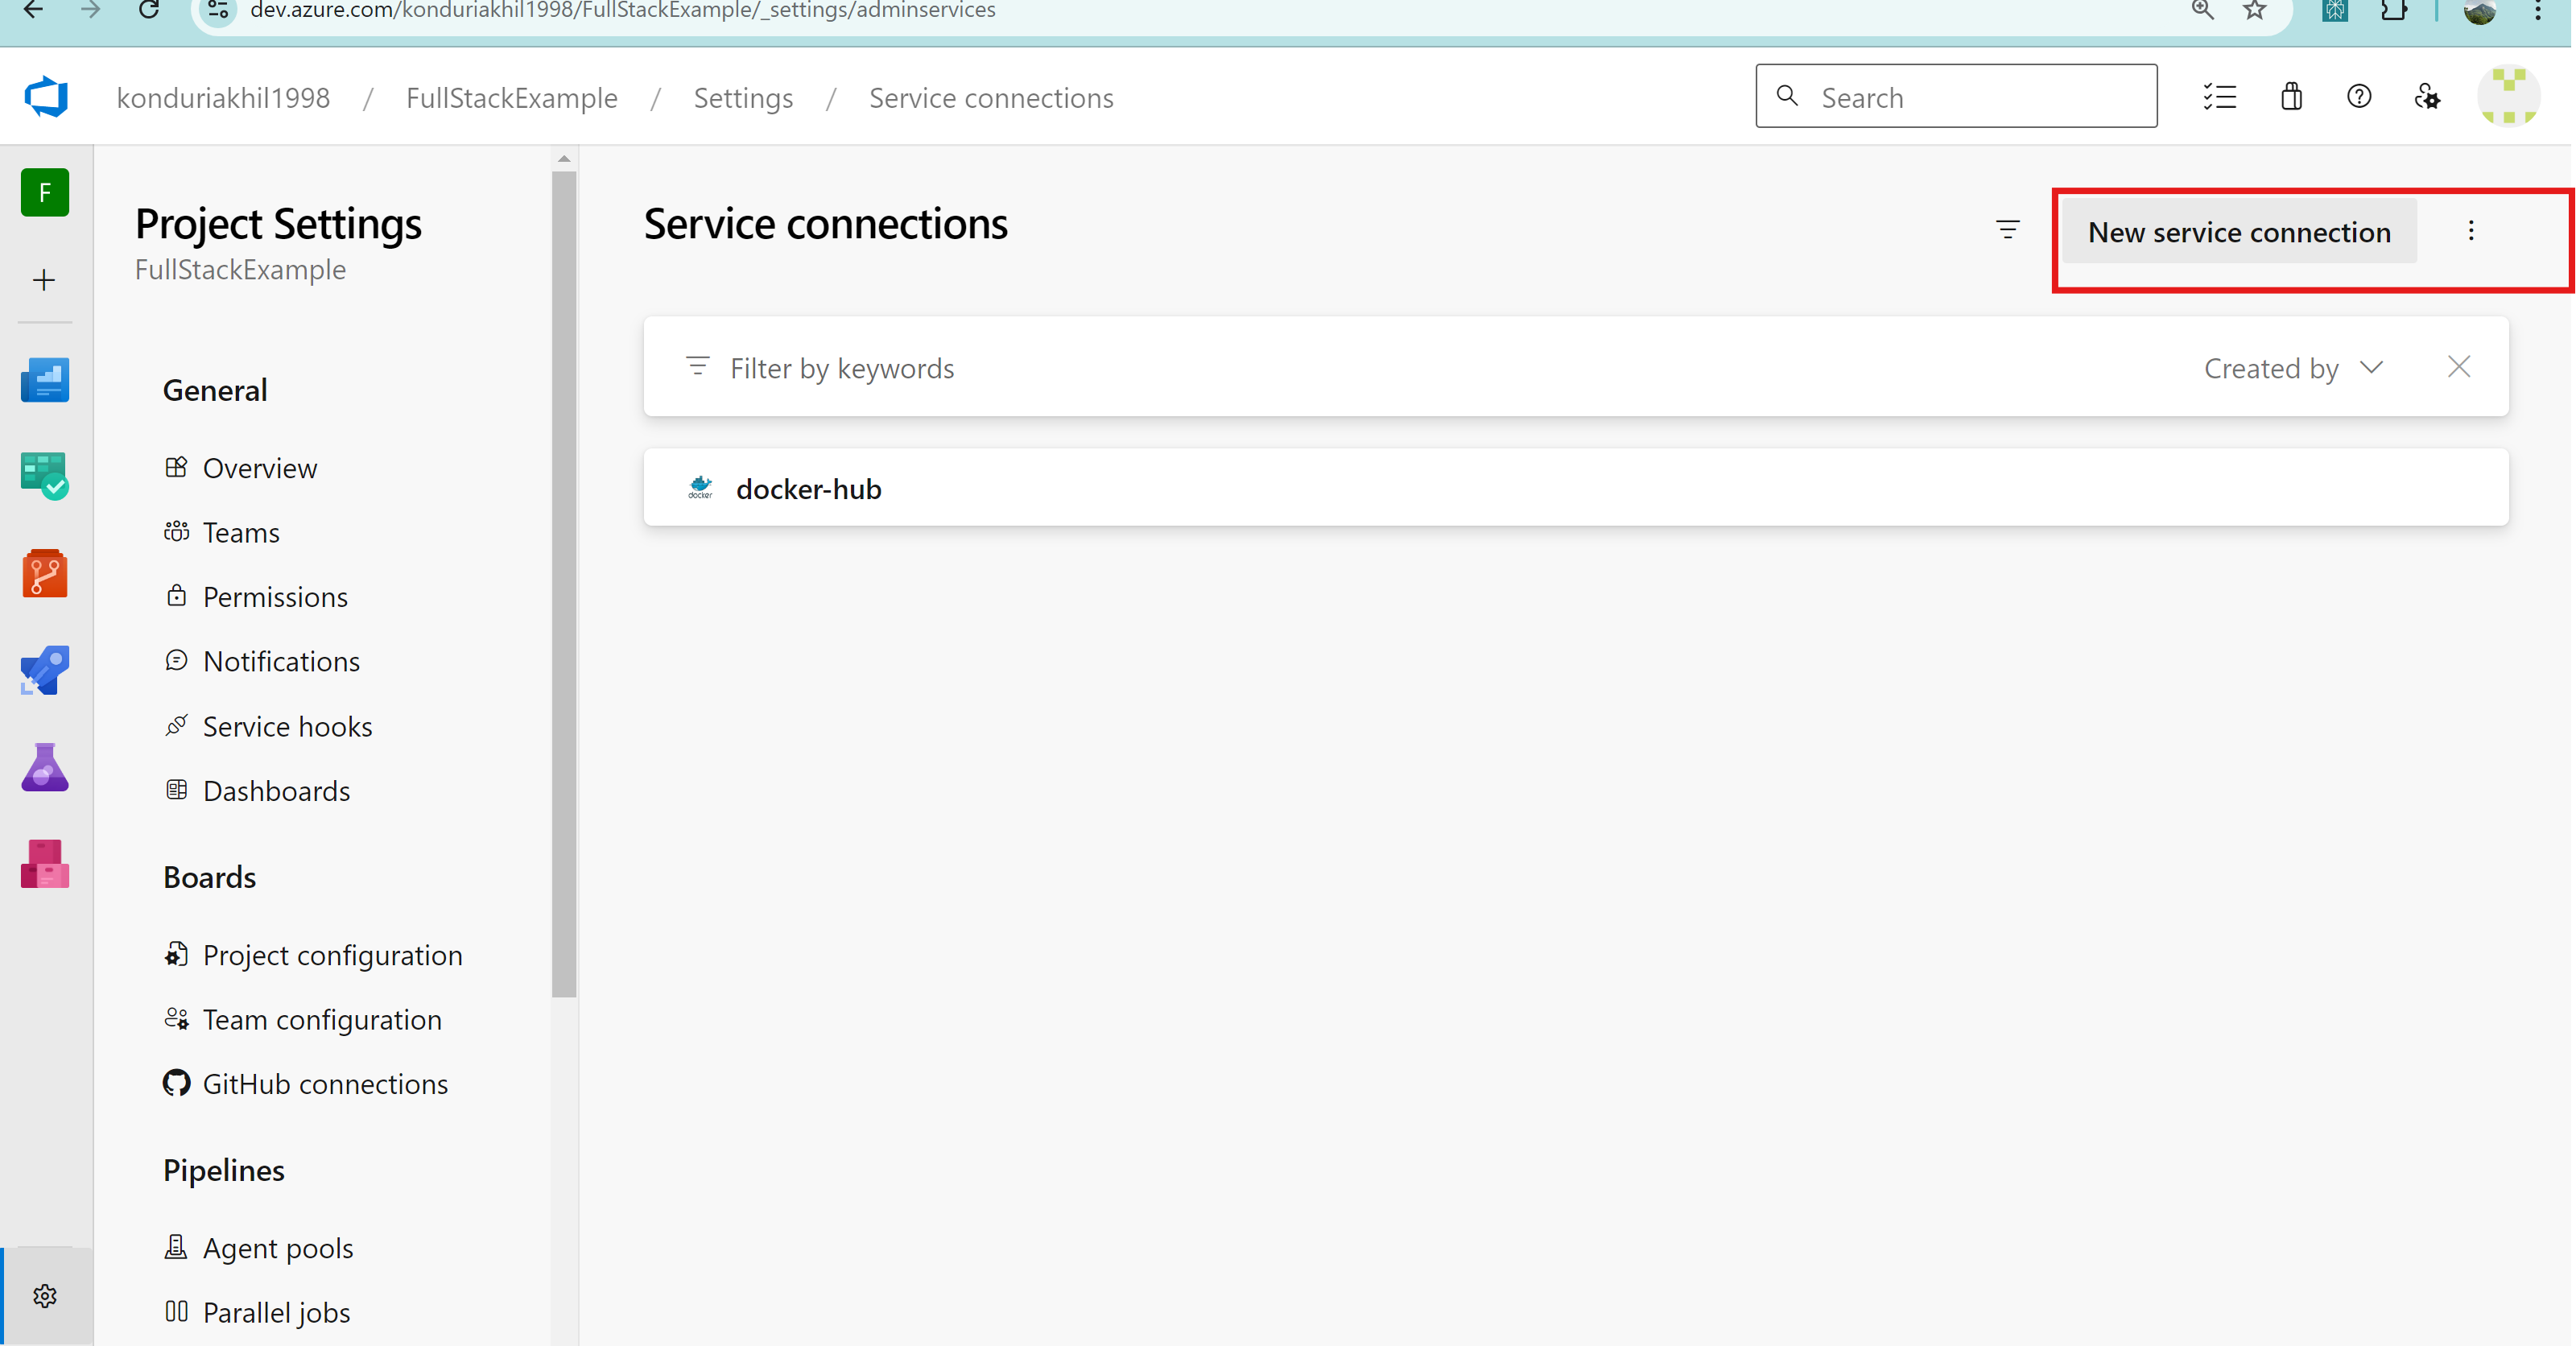 dev.azure.com/konduriakhil1998/FullStackExample/_settings/adminservices
konduriakhil1998 / FullStackExample / Settings / Service connections
Search
F
Project Settings
FullStackExample
General
Overview
Teams
Permissions
Notifications
Service hooks
Dashboards
Boards
Project configuration
Team configuration
GitHub connections
Pipelines
Agent pools
Parallel jobs
Service connections
New service connection
Filter by keywords
Created by
docker
docker-hub